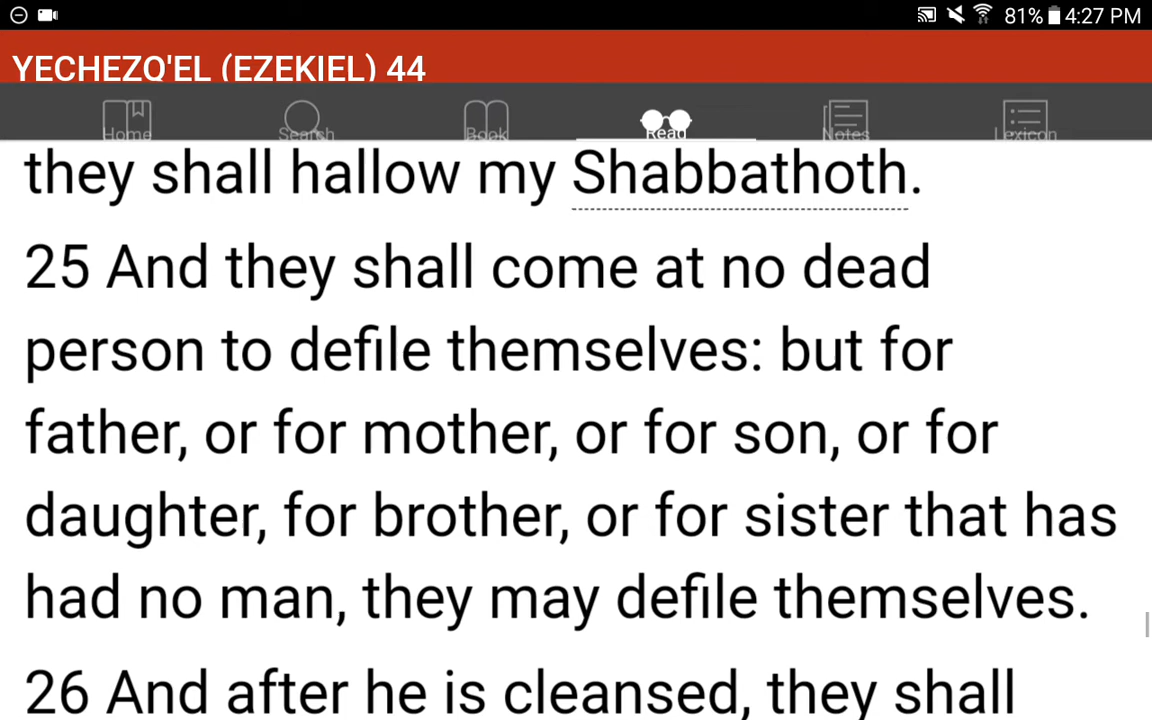 81% 4:27 PM
YECHEZQ'EL (EZEKIEL) 44
Home Search Book Read Notes Lexicon
they shall hallow my Shabbathoth.
25 And they shall come at no dead
person to defile themselves: but for
father, or for mother, or for son, or for
daughter, for brother, or for sister that has
had no man, they may defile themselves.
26 And after he is cleansed, they shall